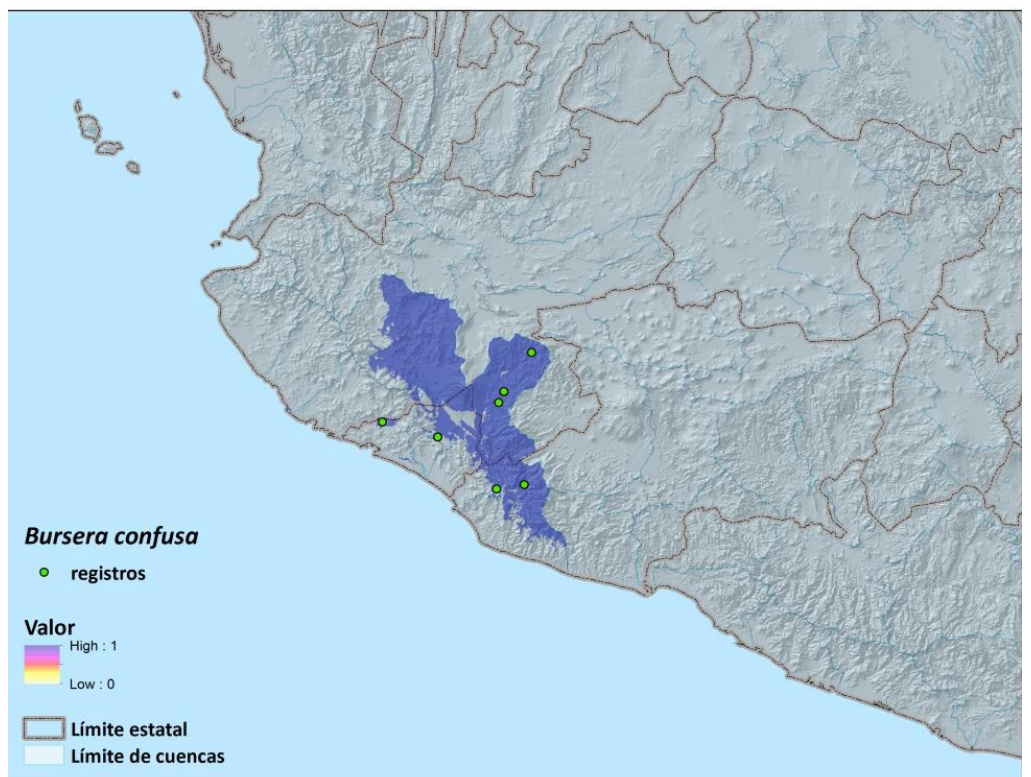 Bursera confusa
registros
Valor
High : 1
Low : 0
Límite estatal
Límite de cuencas